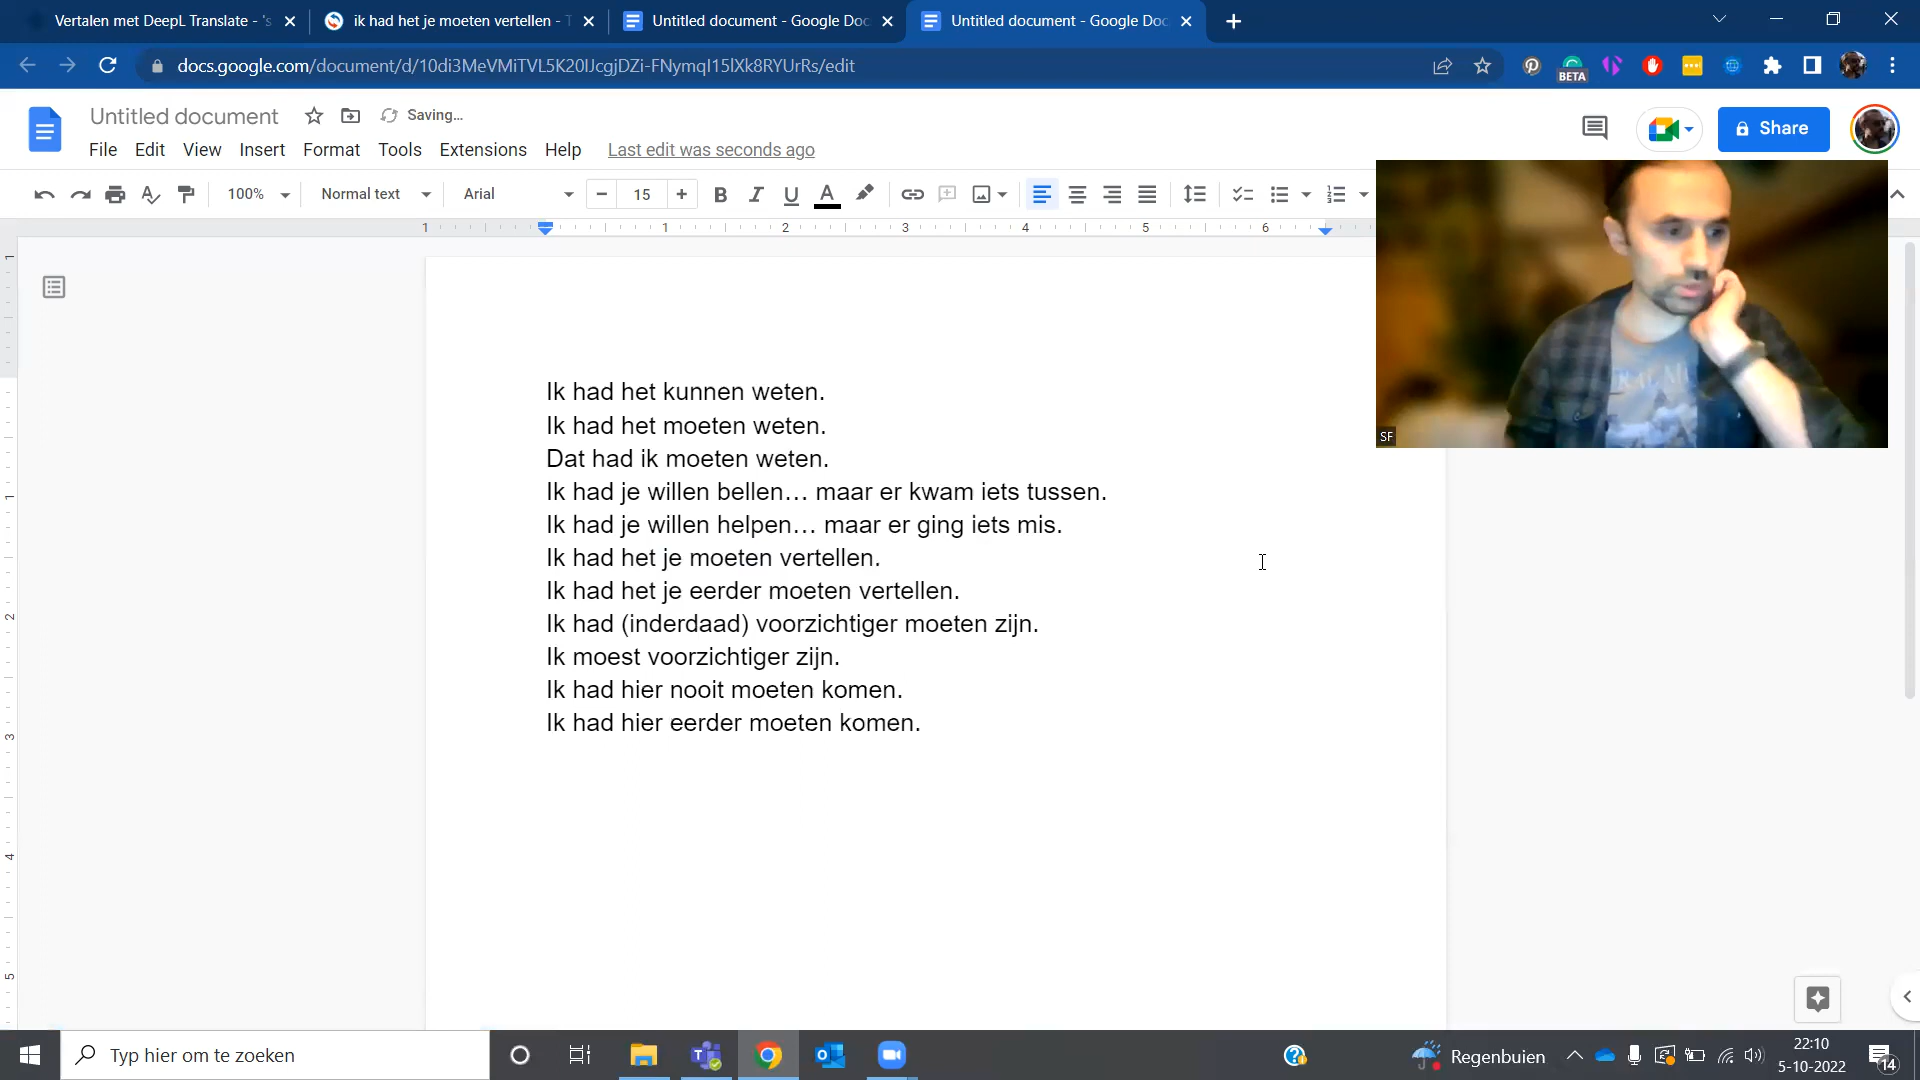 Vertalen met DeepL Translate - 's
ik had het je moeten vertellen - T
Untitled document - Google Doc
Untitled document - Google Doc
docs.google.com/document/d/10di3MeVMiTVL5K20IJcgjDZi-FNymqI15lXk8RYUrRs/edit
BETA
Untitled document
Saving…
File Edit View Insert Format Tools Extensions Help Last edit was seconds ago
Share
100% Normal text Arial 15
1 1 2 3 4 5 6
Ik had het kunnen weten.
Ik had het moeten weten.
Dat had ik moeten weten.
Ik had je willen bellen… maar er kwam iets tussen.
Ik had je willen helpen… maar er ging iets mis.
Ik had het je moeten vertellen.
Ik had het je eerder moeten vertellen.
Ik had (inderdaad) voorzichtiger moeten zijn.
Ik moest voorzichtiger zijn.
Ik had hier nooit moeten komen.
Ik had hier eerder moeten komen.
SF
1
1
2
3
4
5
Typ hier om te zoeken
Regenbuien
22:10
5-10-2022
14